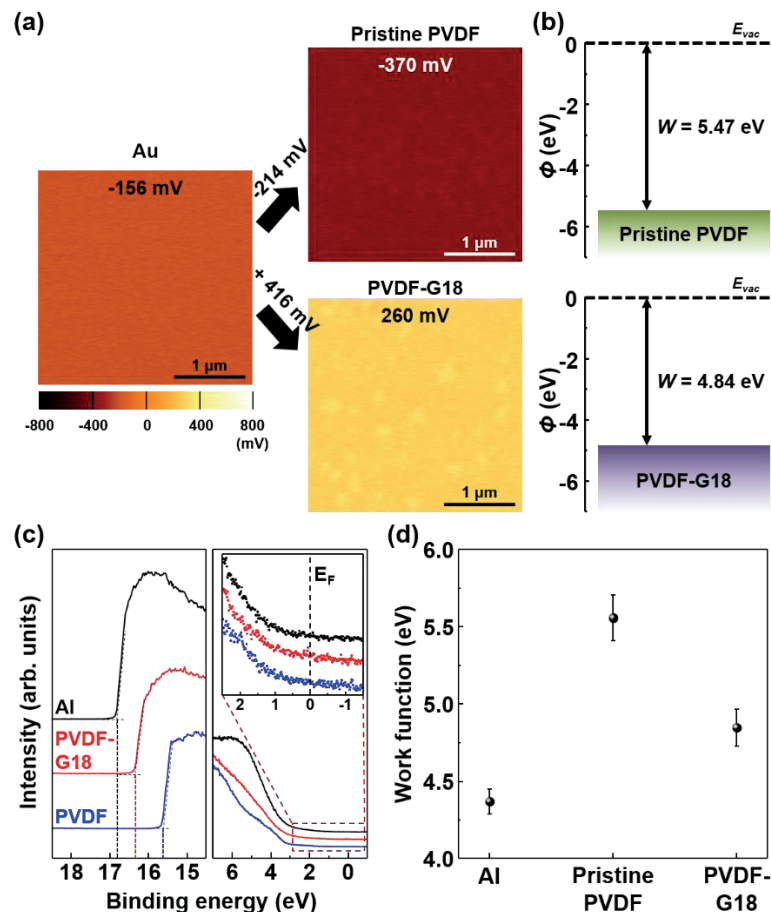 (a)
Au
-156 mV
1 μm
-800 -400 0 400 800
(mV)
-214 mV
+ 416 mV
Pristine PVDF
-370 mV
1 μm
PVDF-G18
260 mV
1 μm
(b)
Evac
0
-2
-4
-6
Φ (eV)
W = 5.47 eV
Pristine PVDF
Evac
0
-2
-4
-6
Φ (eV)
W = 4.84 eV
PVDF-G18
(c)
Intensity (arb. units)
Al
PVDF-
G18
PVDF
EF
2 1 0 -1
18 17 16 15
6 4 2 0
Binding energy (eV)
(d)
Work function (eV)
6.0
5.5
5.0
4.5
4.0
Al
Pristine
PVDF
PVDF-
G18